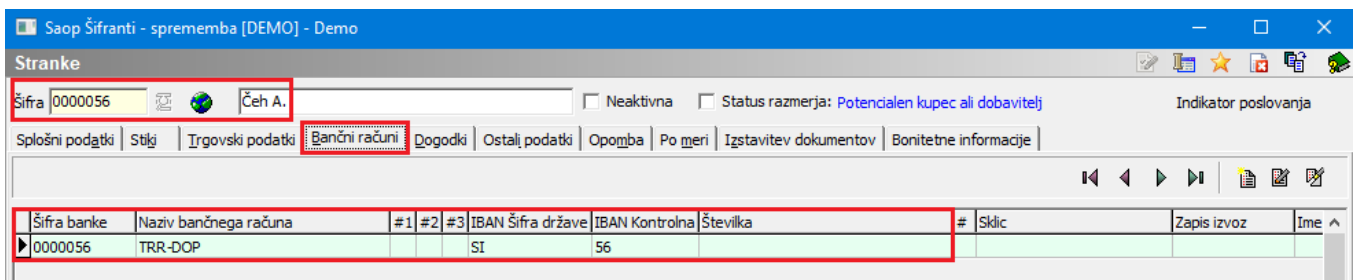 Saop Šifranti - sprememba [DEMO] - Demo
Stranke
Šifra 0000056 Čeh A. Neaktivna Status razmerja: Potencialen kupec ali dobavitelj Indikator poslovanja
Splošni podatki Stiki Trgovski podatki Bančni računi Dogodki Ostali podatki Opomba Po meri Izstavitev dokumentov Bonitetne informacije
Šifra banke Naziv bančnega računa #1 #2 #3 IBAN Šifra države IBAN Kontrolna Številka # Sklic Zapis izvoz Ime
0000056 TRR-DOP SI 56